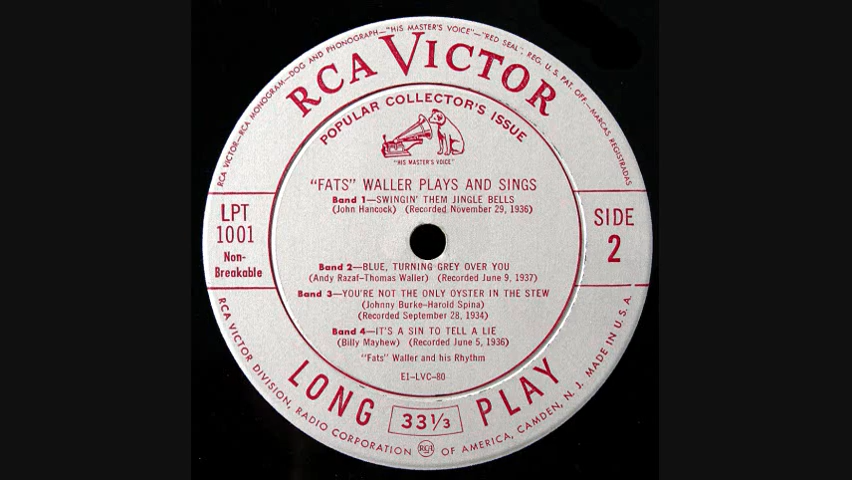 RCA VICTOR—RCA MONOGRAM—DOG AND PHONOGRAPH—"HIS MASTER'S VOICE"—"RED SEAL", REG. U. S. PAT. OFF.—MARCAS REGISTRADAS
RCA VICTOR
POPULAR COLLECTOR'S ISSUE
"HIS MASTER'S VOICE"
"FATS" WALLER PLAYS AND SINGS
Band 1—SWINGIN' THEM JINGLE BELLS
(John Hancock) (Recorded November 29, 1936)
LPT
1001
Non-
Breakable
SIDE
2
Band 2—BLUE, TURNING GREY OVER YOU
(Andy Razaf-Thomas Waller) (Recorded June 9, 1937)
Band 3—YOU'RE NOT THE ONLY OYSTER IN THE STEW
(Johnny Burke-Harold Spina)
(Recorded September 28, 1934)
Band 4—IT'S A SIN TO TELL A LIE
(Billy Mayhew) (Recorded June 5, 1936)
"Fats" Waller and his Rhythm
E1-LVC-80
LONG 33 1/3 PLAY
RCA VICTOR DIVISION, RADIO CORPORATION RCA OF AMERICA, CAMDEN, N. J. MADE IN U. S. A.